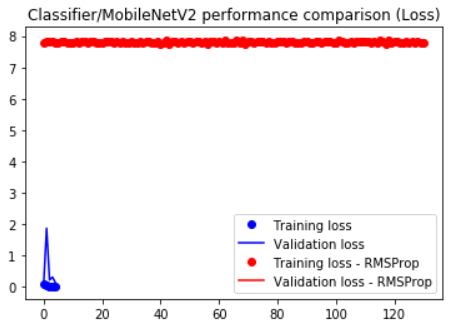 Classifier/MobileNetV2 performance comparison (Loss)
8
7
6
5
4
3
2
1
0
Training loss
Validation loss
Training loss - RMSProp
Validation loss - RMSProp
0 20 40 60 80 100 120